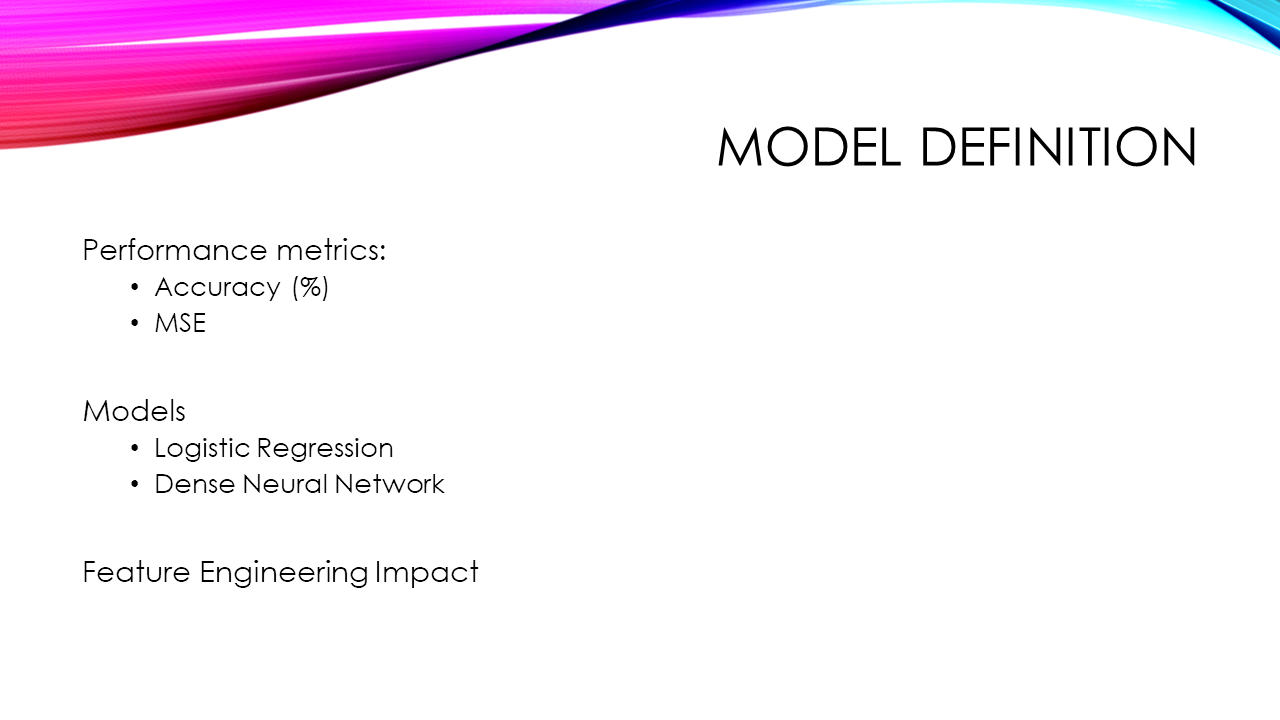 MODEL DEFINITION
Performance metrics:
• Accuracy (%)
• MSE
Models
• Logistic Regression
• Dense Neural Network
Feature Engineering Impact